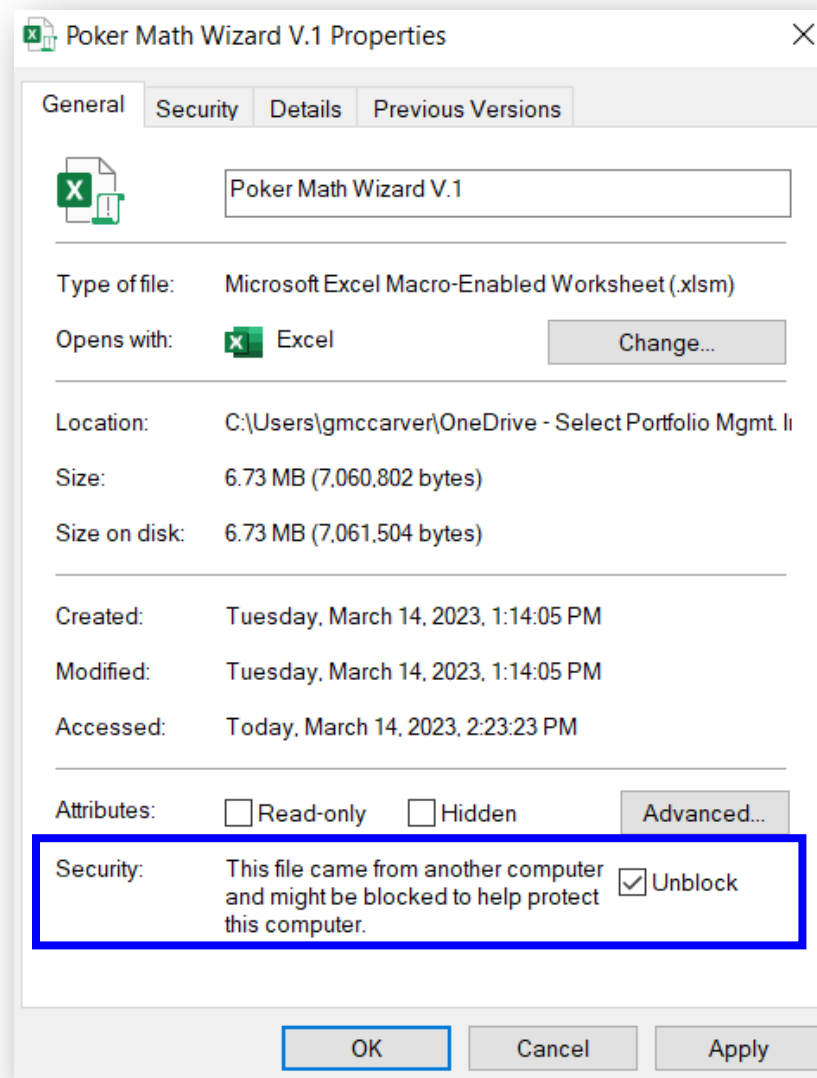 Poker Math Wizard V.1 Properties
General Security Details Previous Versions
Poker Math Wizard V.1
Type of file: Microsoft Excel Macro-Enabled Worksheet (.xlsm)
Opens with: Excel Change...
Location: C:\Users\gmccarver\OneDrive - Select Portfolio Mgmt.
Size: 6.73 MB (7,060,802 bytes)
Size on disk: 6.73 MB (7,061,504 bytes)
Created: Tuesday, March 14, 2023, 1:14:05 PM
Modified: Tuesday, March 14, 2023, 1:14:05 PM
Accessed: Today, March 14, 2023, 2:23:23 PM
Attributes: Read-only Hidden Advanced...
Security: This file came from another computer
and might be blocked to help protect
this computer.
Unblock
OK Cancel Apply